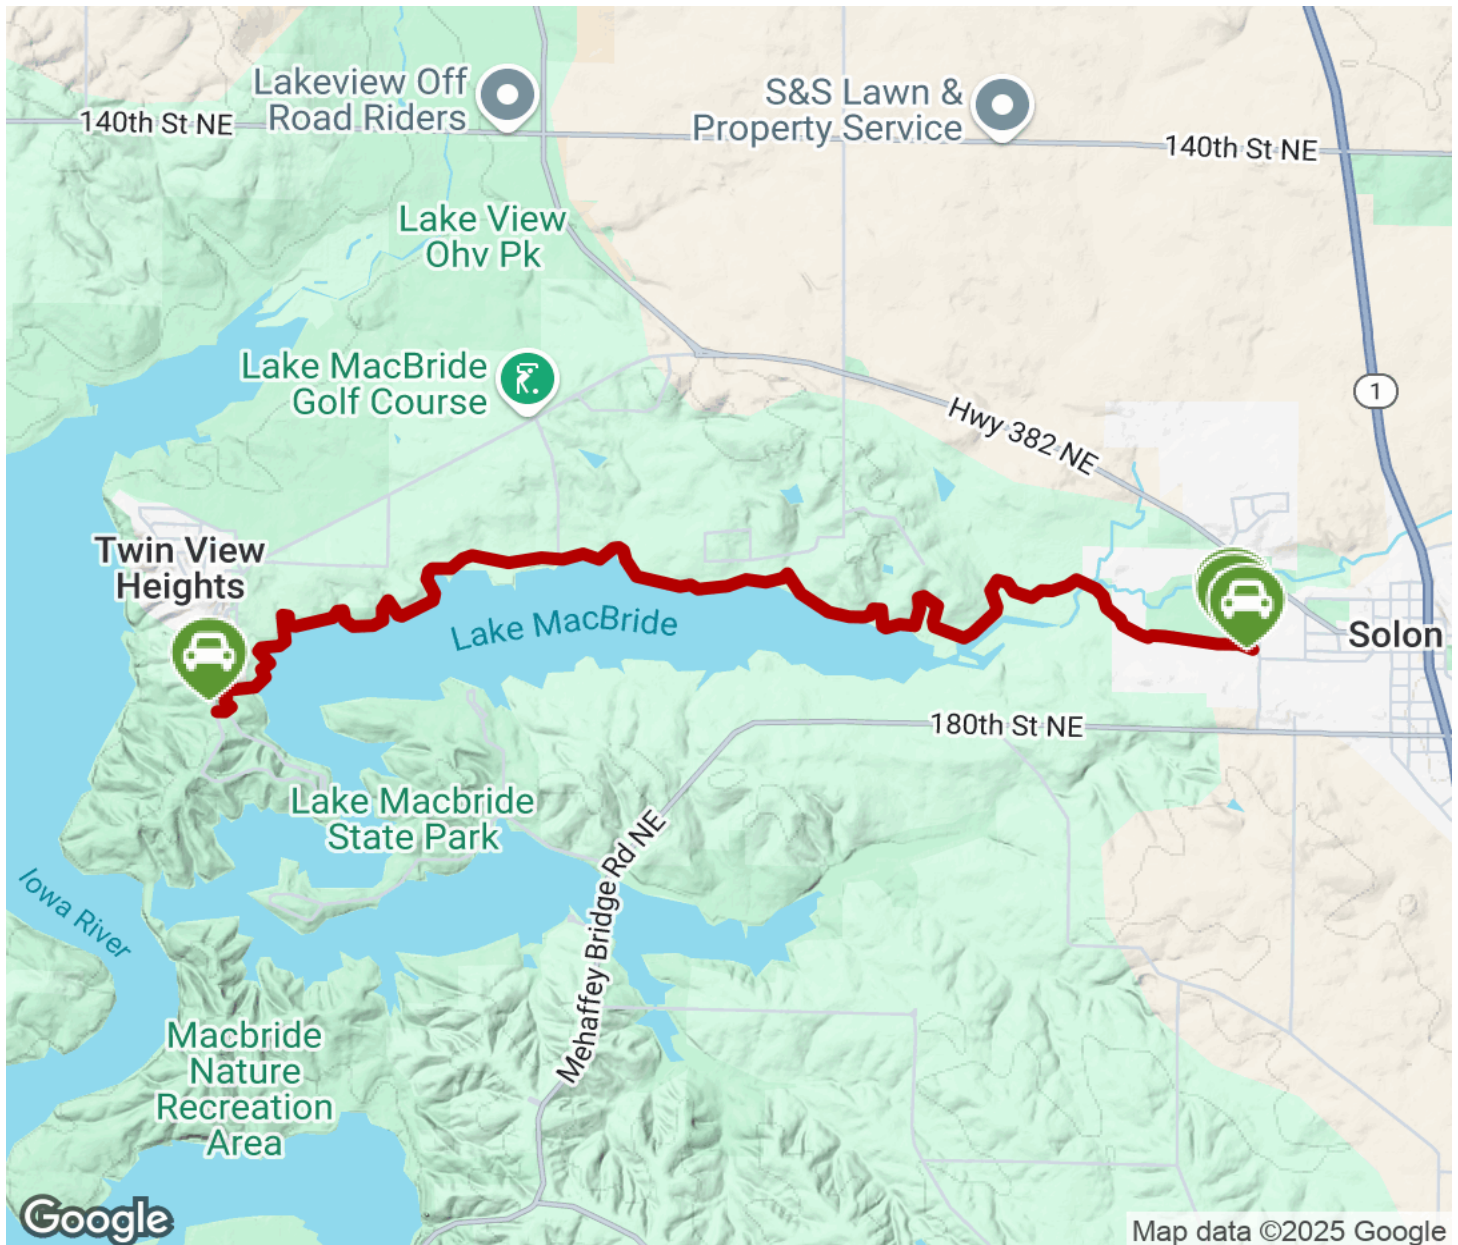 Lakeview Off
Road Riders
S&S Lawn &
Property Service
140th St NE
140th St NE
Lake View
Ohv Pk
Lake MacBride
Golf Course
1
Hwy 382 NE
Twin View
Heights
Lake MacBride
Solon
180th St NE
Lake Macbride
State Park
Mehaffey Bridge Rd NE
Iowa River
Macbride
Nature
Recreation
Area
Google
Map data ©2025 Google